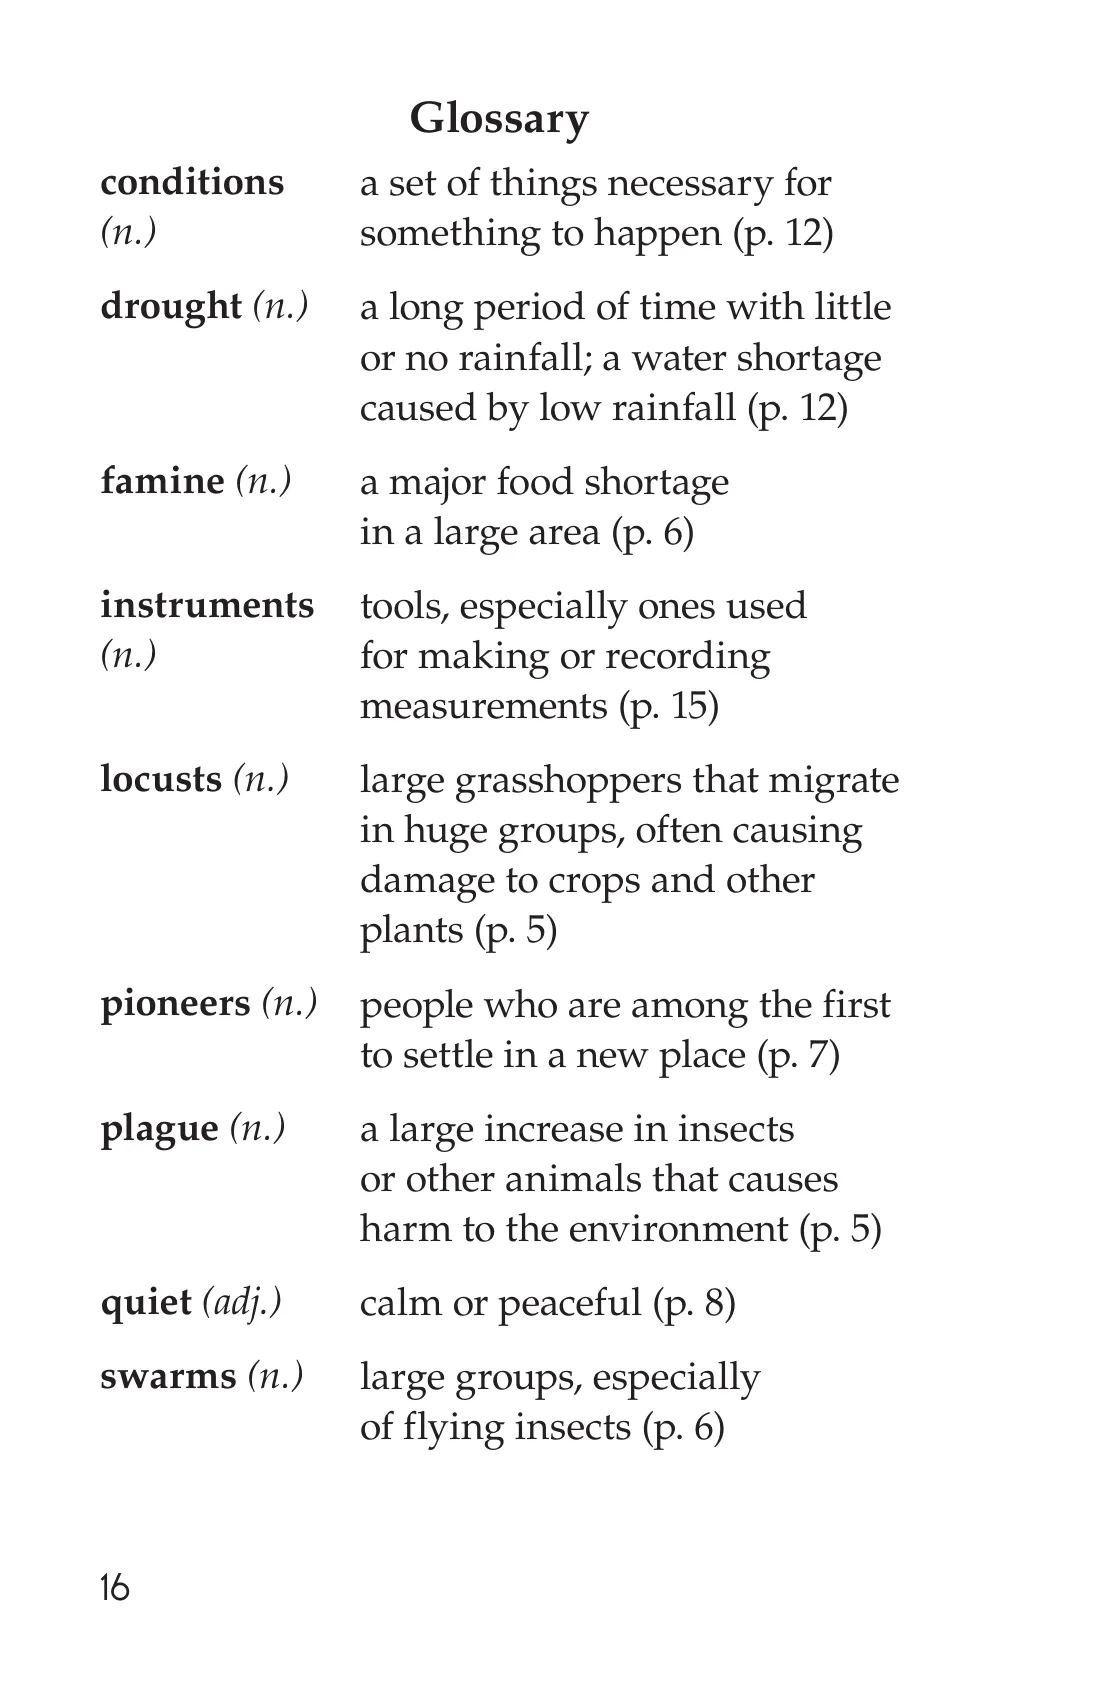 Glossary
conditions a set of things necessary for
(n.) something to happen (p. 12)
drought (n.) a long period of time with little
or no rainfall; a water shortage
caused by low rainfall (p. 12)
famine (n.) a major food shortage
in a large area (p. 6)
instruments tools, especially ones used
(n.) for making or recording
measurements (p. 15)
locusts (n.) large grasshoppers that migrate
in huge groups, often causing
damage to crops and other
plants (p. 5)
pioneers (n.) people who are among the first
to settle in a new place (p. 7)
plague (n.) a large increase in insects
or other animals that causes
harm to the environment (p. 5)
quiet (adj.) calm or peaceful (p. 8)
swarms (n.) large groups, especially
of flying insects (p. 6)
16